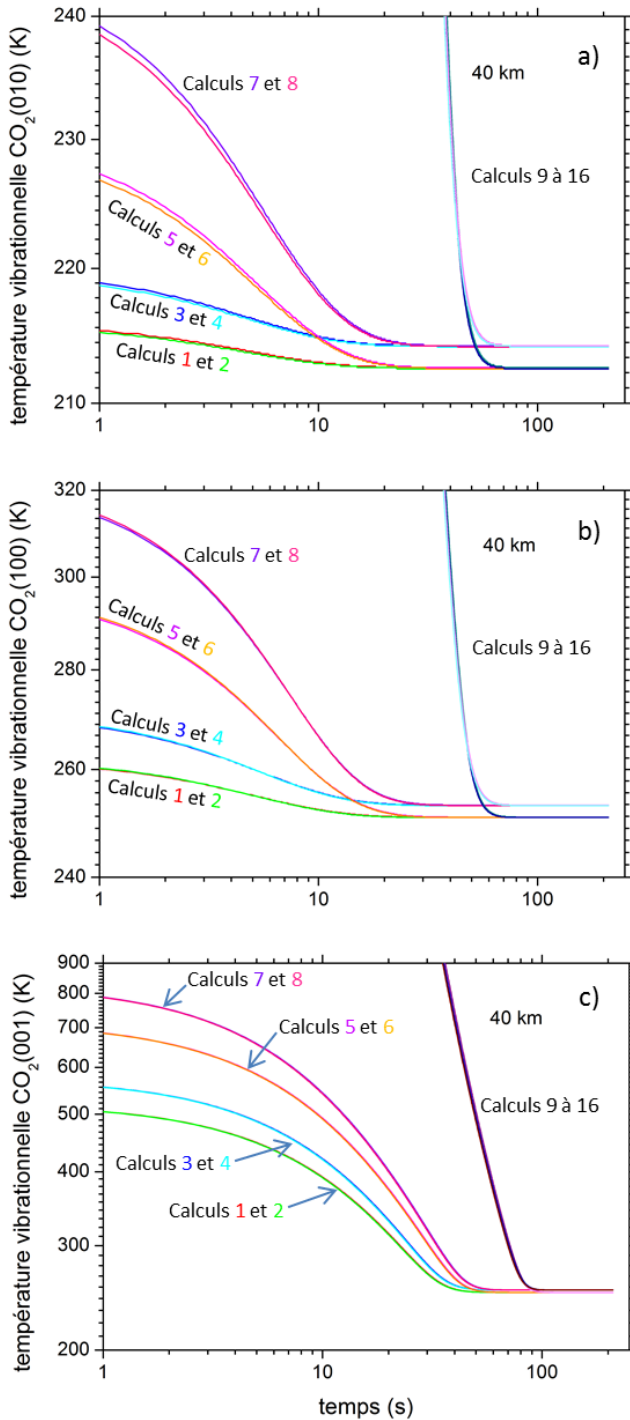 température vibrationnelle CO₂(010) (K)
240
230
220
210
a)
Calculs 7 et 8
40 km
Calculs 9 à 16
Calculs 5 et 6
Calculs 3 et 4
Calculs 1 et 2
1
10
100
température vibrationnelle CO₂(100) (K)
320
300
280
260
240
b)
Calculs 7 et 8
40 km
Calculs 5 et 6
Calculs 9 à 16
Calculs 3 et 4
Calculs 1 et 2
1
10
100
température vibrationnelle CO₂(001) (K)
900
800
700
600
500
400
300
200
c)
Calculs 7 et 8
40 km
Calculs 5 et 6
Calculs 9 à 16
Calculs 3 et 4
Calculs 1 et 2
1
10
100
temps (s)